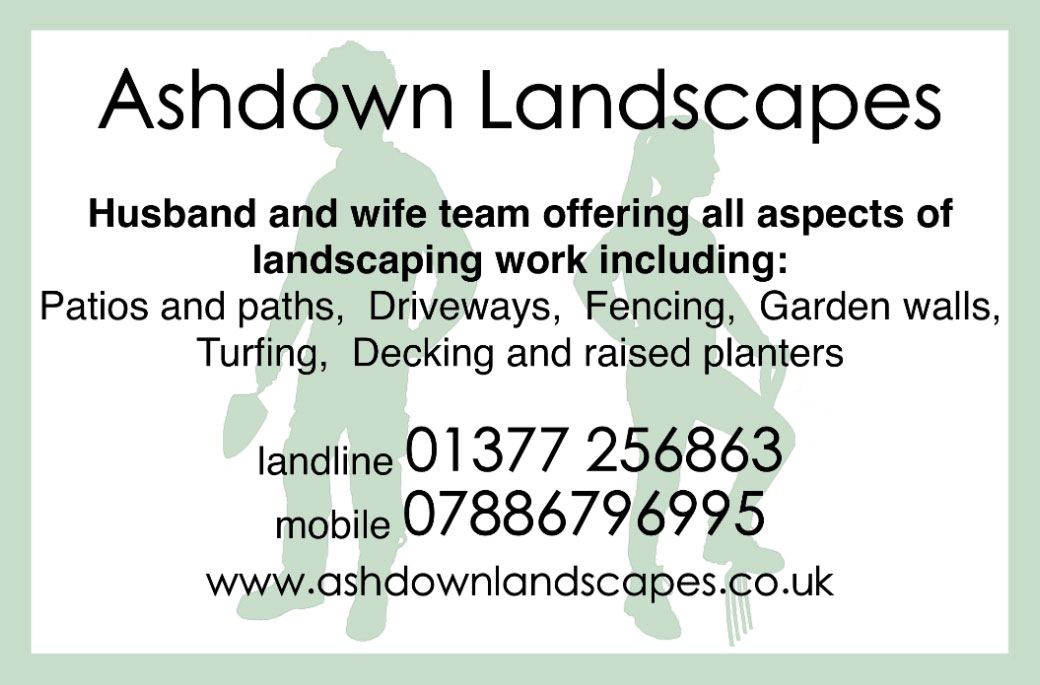 Ashdown Landscapes
Husband and wife team offering all aspects of
landscaping work including:
Patios and paths, Driveways, Fencing, Garden walls,
Turfing, Decking and raised planters
landline 01377 256863
mobile 07886796995
www.ashdownlandscapes.co.uk